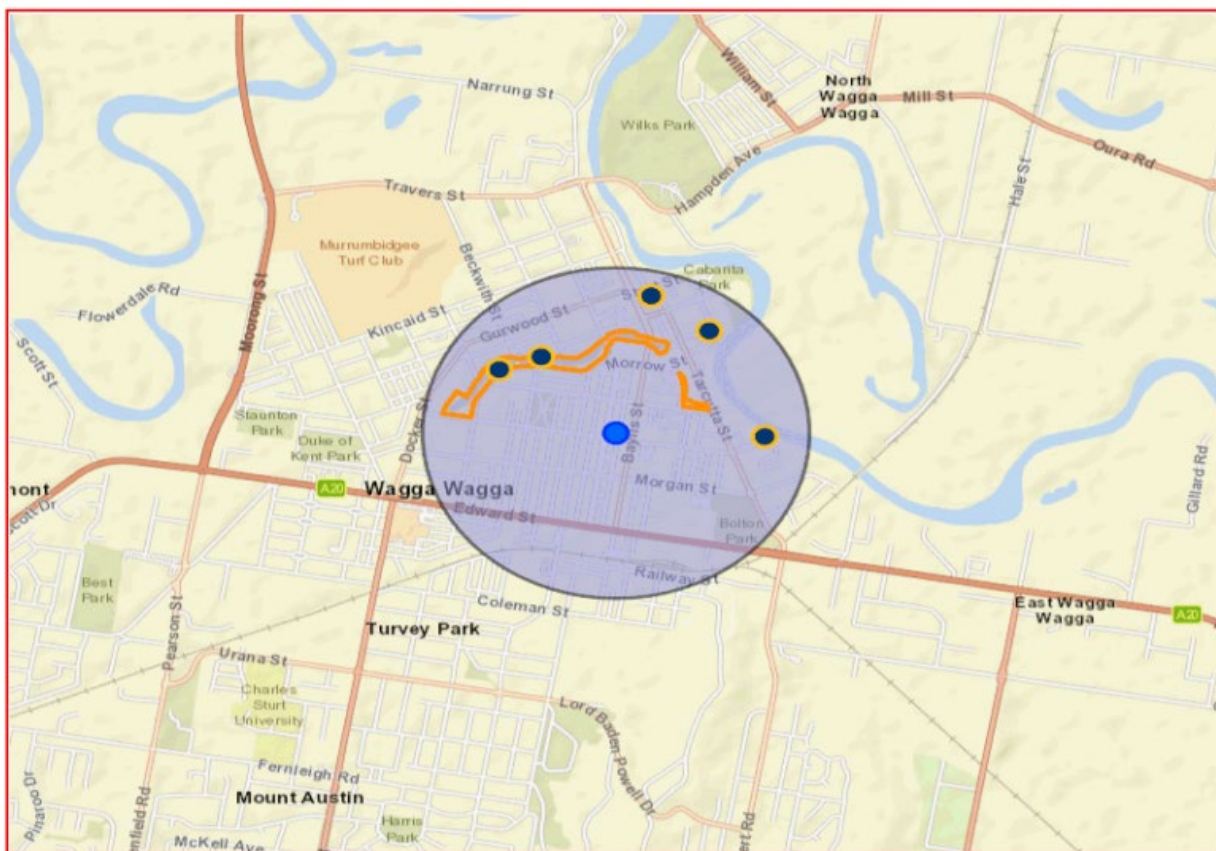 Narrung St
William St
North
Wagga
Wagga
Mill St
Wilks Park
Oura Rd
Hale St
Hampden Ave
Travers St
Murrumbidgee
Turf Club
Beckwith St
Cabarita
Park
Flowerdale Rd
Moorong St
Kincaid St
Gurwood St
Scott St
Morrow St
Tarcutta St
Docker St
Staunton
Park
Duke of
Kent Park
Baylis St
Gillard Rd
A20
Wagga Wagga
Morgan St
Edward St
Bolton
Park
Best
Park
Railway St
Coleman St
East Wagga
Wagga
A20
Pearson St
Turvey Park
Urana St
Charles
Sturt
University
Lord Baden Powell Dr
Fernleigh Rd
Mount Austin
Pinaroo Dr
Harris
Park
McKell Ave